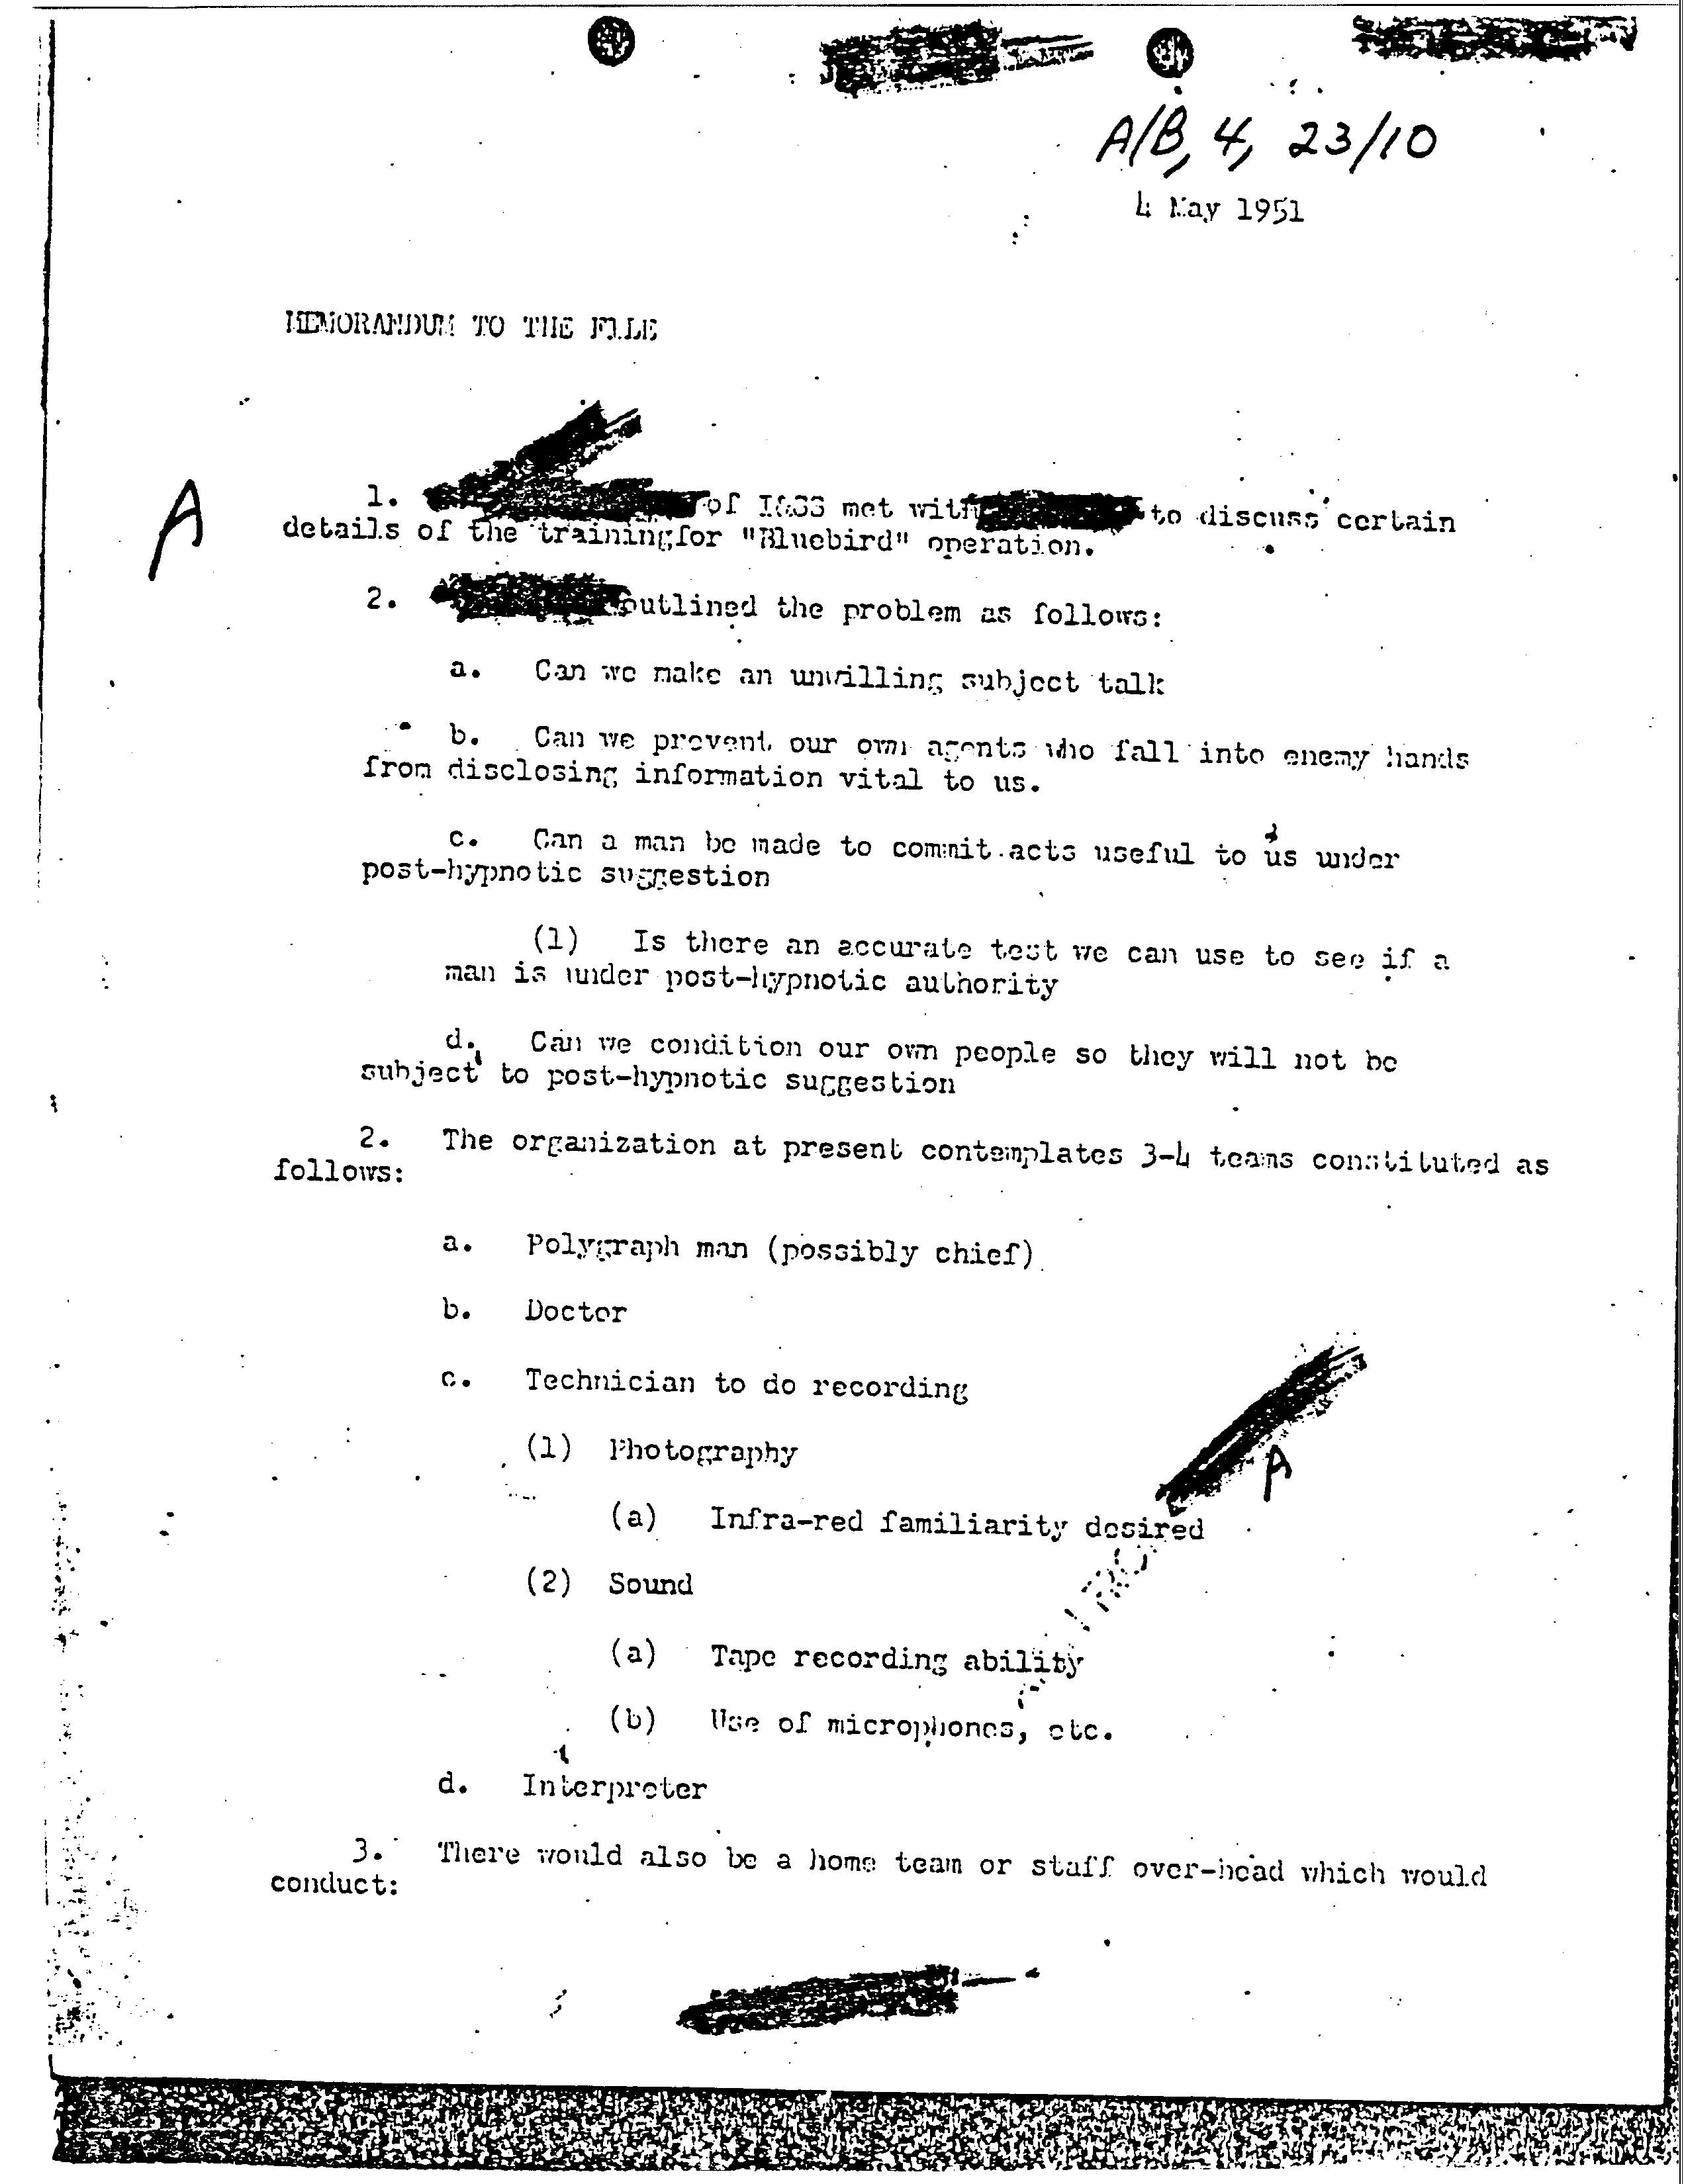 A/B, 4, 23/10
4 May 1951
MEMORANDUM TO THE FILE
A
1. of I&SS met with to discuss certain
details of the trainingfor "Bluebird" operation.
2. outlined the problem as follows:
a. Can we make an unwilling subject talk
b. Can we prevent our own agents who fall into enemy hands
from disclosing information vital to us.
c. Can a man be made to commit acts useful to us under
post-hypnotic suggestion
(1) Is there an accurate test we can use to see if a
man is under post-hypnotic authority
d. Can we condition our own people so they will not be
subject to post-hypnotic suggestion
2. The organization at present contemplates 3-4 teams constituted as
follows:
a. Polygraph man (possibly chief)
b. Doctor
c. Technician to do recording
(1) Photography
A
(a) Infra-red familiarity desired
(2) Sound
(a) Tape recording ability
(b) Use of microphones, etc.
d. Interpreter
3. There would also be a home team or staff over-head which would
conduct: